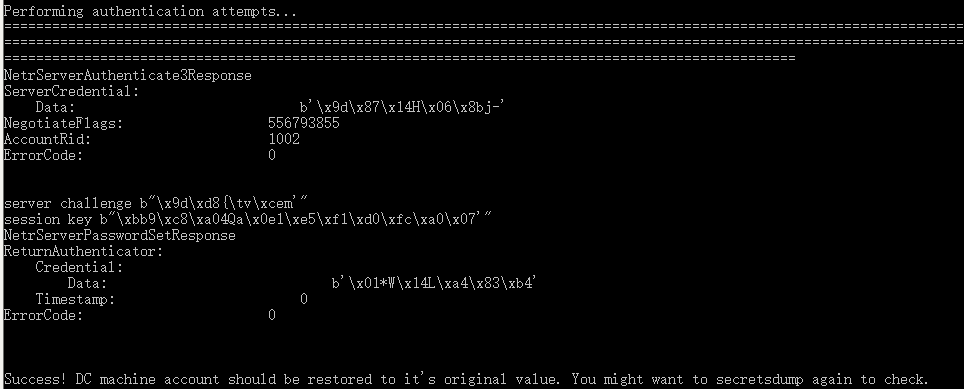 Performing authentication attempts...
====================================================================================================
====================================================================================================
====================================================================================================
NetrServerAuthenticate3Response
ServerCredential:
    Data:                            b'\x9d\x87\x14H\x06\x8bj-'
NegotiateFlags:                  556793855
AccountRid:                      1002
ErrorCode:                       0
server challenge b"\x9d\xd8{\tv\xcem'"
session key b"\xbb9\xc8\xa04Qa\x0e1\xe5\xf1\xd0\xfc\xa0\x07'"
NetrServerPasswordSetResponse
ReturnAuthenticator:
    Credential:
        Data:                            b'\x01*W\x14L\xa4\x83\xb4'
    Timestamp:                       0
ErrorCode:                       0
Success! DC machine account should be restored to it's original value. You might want to secretsdump again to check.